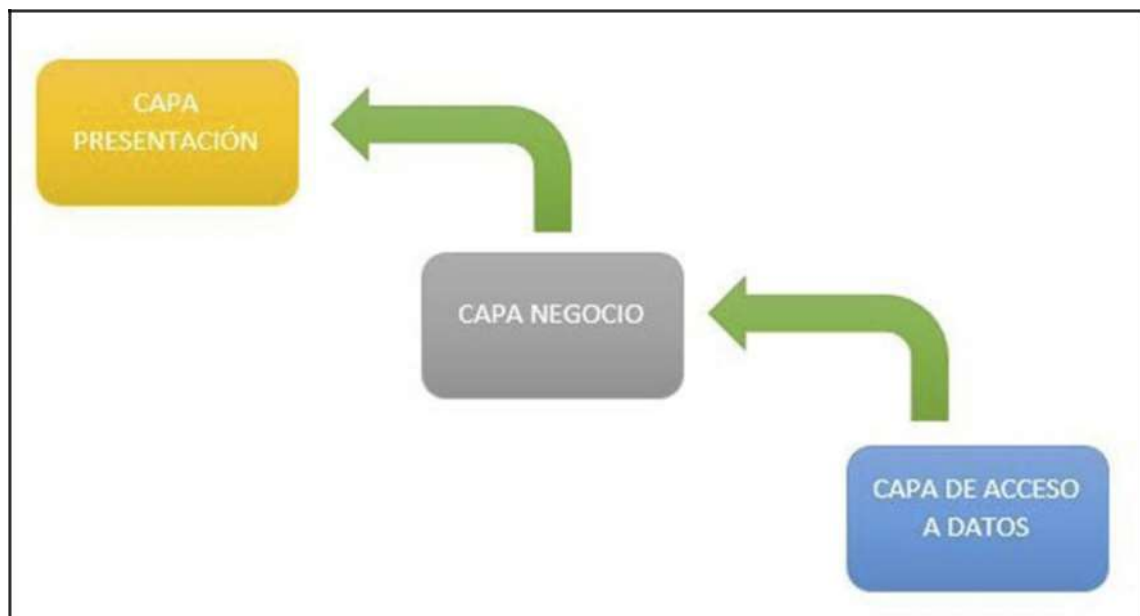 CAPA
PRESENTACIÓN
CAPA NEGOCIO
CAPA DE ACCESO
A DATOS